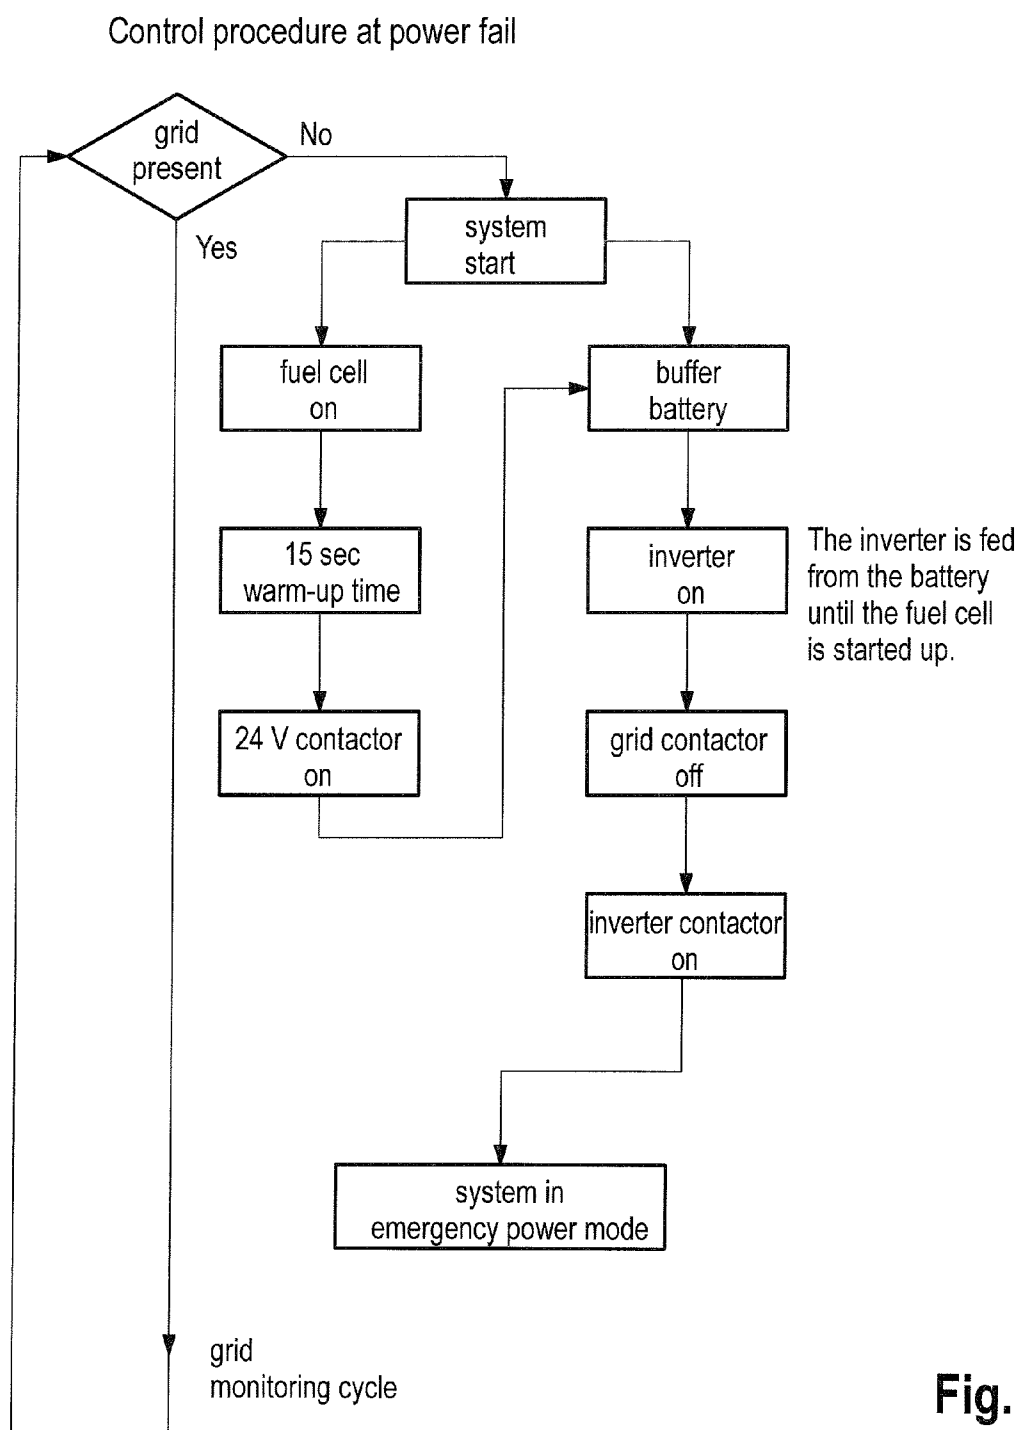 Control procedure at power fail
grid
present
No
Yes
system
start
fuel cell
on
buffer
battery
15 sec
warm-up time
inverter
on
The inverter is fed
from the battery
until the fuel cell
is started up.
24 V contactor
on
grid contactor
off
inverter contactor
on
system in
emergency power mode
grid
monitoring cycle
Fig.